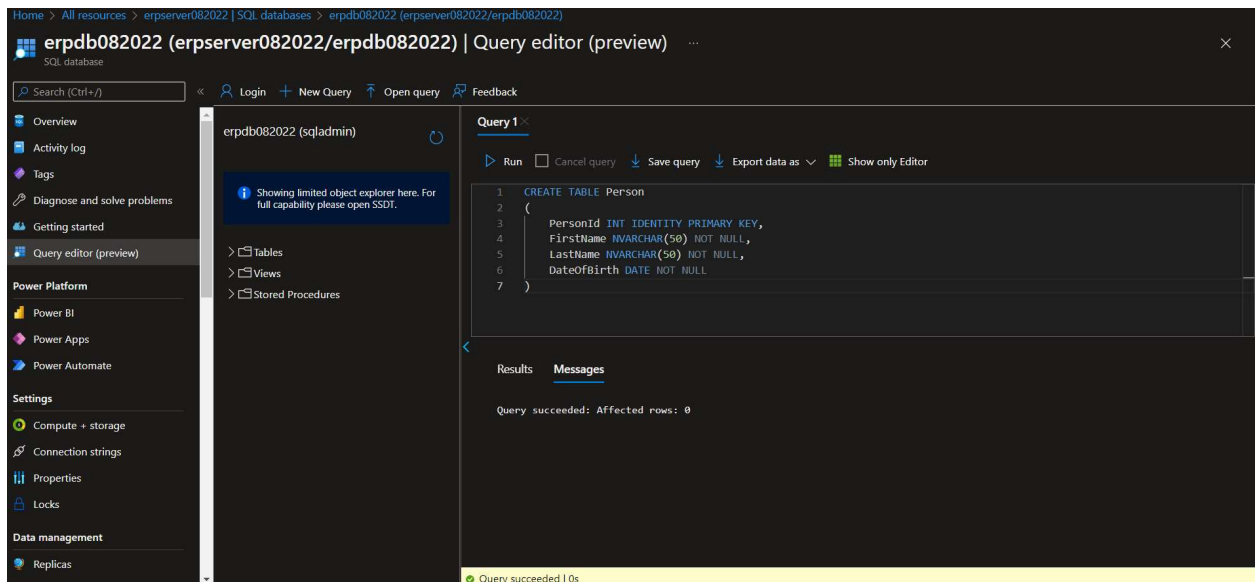 Home > All resources > erpserver082022 | SQL databases > erpdb082022 (erpserver082022/erpdb082022)
erpdb082022 (erpserver082022/erpdb082022) | Query editor (preview) ...
SQL database
Search (Ctrl+/)
Overview
Activity log
Tags
Diagnose and solve problems
Getting started
Query editor (preview)
Power Platform
Power BI
Power Apps
Power Automate
Settings
Compute + storage
Connection strings
Properties
Locks
Data management
Replicas
Login
New Query
Open query
Feedback
erpdb082022 (sqladmin)
Showing limited object explorer here. For
full capability please open SSDT.
Tables
Views
Stored Procedures
Query 1
Run
Cancel query
Save query
Export data as
Show only Editor
1 CREATE TABLE Person
2 (
3 PersonId INT IDENTITY PRIMARY KEY,
4 FirstName NVARCHAR(50) NOT NULL,
5 LastName NVARCHAR(50) NOT NULL,
6 DateOfBirth DATE NOT NULL
7 )
Results Messages
Query succeeded: Affected rows: 0
Query succeeded | 0s